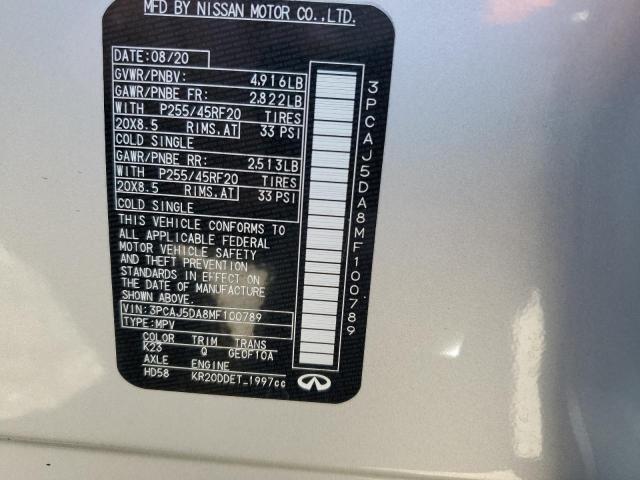 MFD BY NISSAN MOTOR CO.,LTD.
DATE:08/20
GVWR/PNBV: 4,916LB
GAWR/PNBE FR: 2,822LB
WITH P255/45RF20 TIRES
20X8.5 RIMS,AT 33 PSI
COLD SINGLE
GAWR/PNBE RR: 2,513LB
WITH P255/45RF20 TIRES
20X8.5 RIMS,AT 33 PSI
COLD SINGLE
THIS VEHICLE CONFORMS TO
ALL APPLICABLE FEDERAL
MOTOR VEHICLE SAFETY
AND THEFT PREVENTION
STANDARDS IN EFFECT ON
THE DATE OF MANUFACTURE
SHOWN ABOVE.
VIN:3PCAJ5DA8MF100789
TYPE:MPV
COLOR TRIM TRANS
K23 Q GE0F10A
AXLE ENGINE
HD58 KR20DDET_1997cc
3PCAJ5DA8MF100789